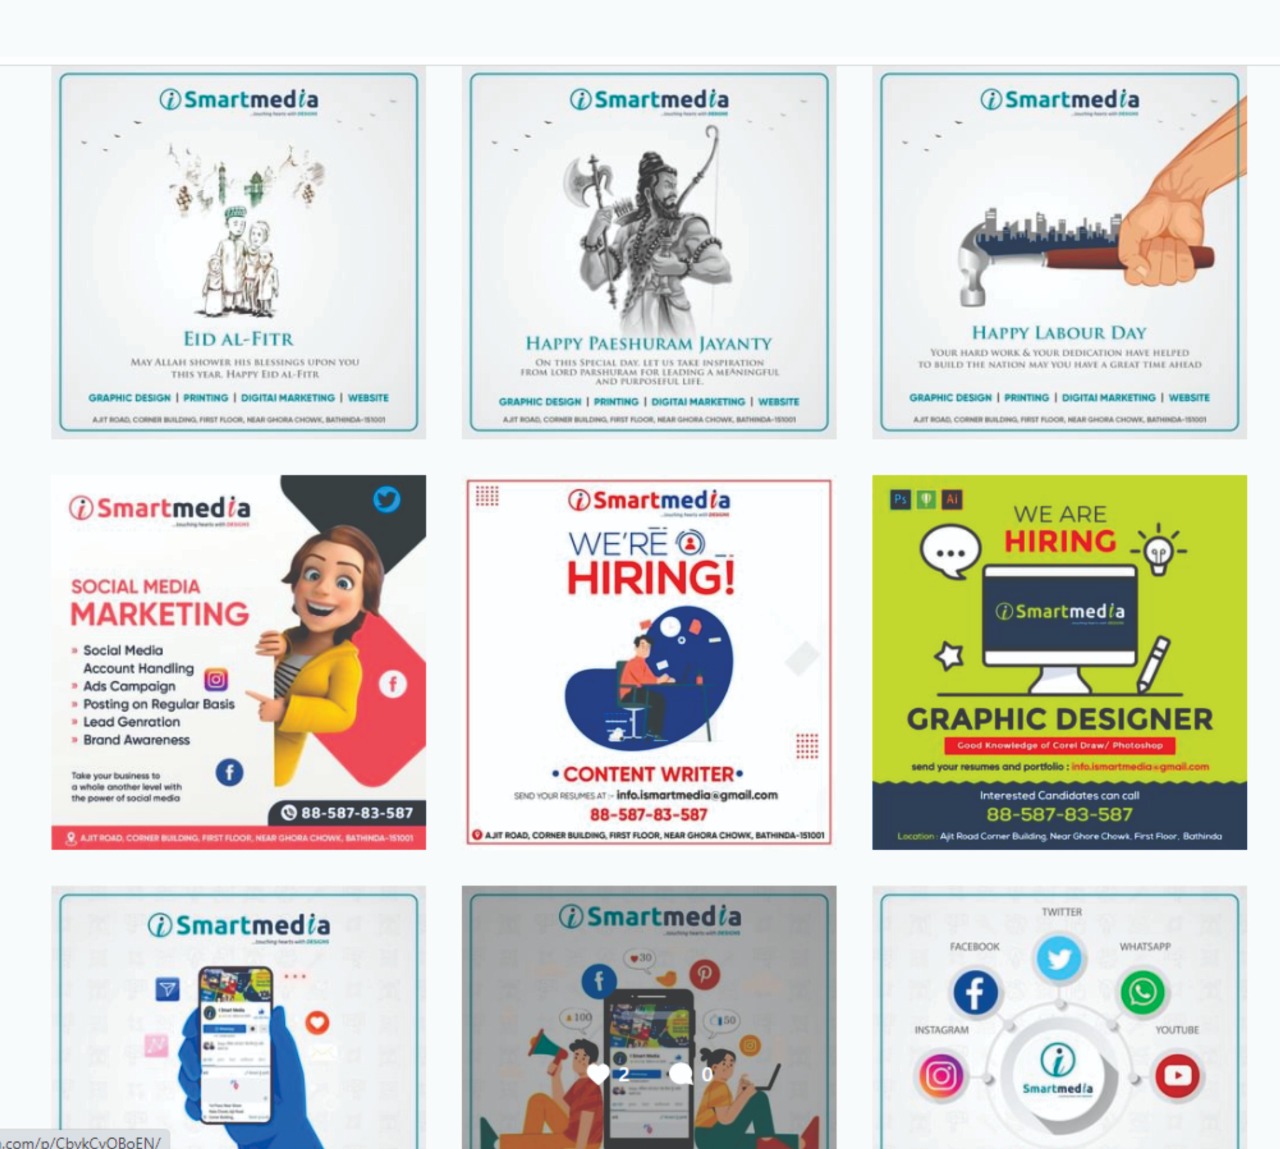 Smartmedia
...touching hearts with DESIGNS
EID AL-FITR
MAY ALLAH SHOWER HIS BLESSINGS UPON YOU
THIS YEAR. HAPPY EID AL-FITR
GRAPHIC DESIGN | PRINTING | DIGITAl MARKETING | WEBSITE
AJIT ROAD, CORNER BUILDING, FIRST FLOOR, NEAR GHORA CHOWK, BATHINDA-151001
Smartmedia
...touching hearts with DESIGNS
HAPPY PAESHURAM JAYANTY
ON THIS SPECIAL DAY. LET US TAKE INSPIRATION
FROM LORD PARSHURAM FOR LEADING A MEANINGFUL
AND PURPOSEFUL LIFE.
GRAPHIC DESIGN | PRINTING | DIGITAl MARKETING | WEBSITE
AJIT ROAD, CORNER BUILDING, FIRST FLOOR, NEAR GHORA CHOWK, BATHINDA-151001
Smartmedia
...touching hearts with DESIGNS
HAPPY LABOUR DAY
YOUR HARD WORK & YOUR DEDICATION HAVE HELPED
TO BUILD THE NATION MAY YOU HAVE A GREAT TIME AHEAD
GRAPHIC DESIGN | PRINTING | DIGITAl MARKETING | WEBSITE
AJIT ROAD, CORNER BUILDING, FIRST FLOOR, NEAR GHORA CHOWK, BATHINDA-151001
Smartmedia
...touching hearts with DESIGNS
SOCIAL MEDIA
MARKETING
» Social Media
Account Handling
» Ads Campaign
» Posting on Regular Basis
» Lead Genration
» Brand Awareness
Take your business to
a whole another level with
the power of social media
88-587-83-587
AJIT ROAD, CORNER BUILDING, FIRST FLOOR, NEAR GHORA CHOWK, BATHINDA-151001
Smartmedia
...touching hearts with DESIGNS
WE'RE
HIRING!
• CONTENT WRITER •
SEND YOUR RESUMES AT :- info.ismartmedia@gmail.com
88-587-83-587
AJIT ROAD, CORNER BUILDING, FIRST FLOOR, NEAR GHORA CHOWK, BATHINDA-151001
Ps Ai
WE ARE
HIRING
Smartmedia
GRAPHIC DESIGNER
Good Knowledge of Corel Draw/ Photoshop
send your resumes and portfolio : info.ismartmedia@gmail.com
Interested Candidates can call
88-587-83-587
Location : Ajit Road Corner Building, Near Ghore Chowk, First Floor, Bathinda
Smartmedia
...touching hearts with DESIGNS
Smartmedia
...touching hearts with DESIGNS
30
100
50
I Smart Media
2 0
TWITTER
FACEBOOK
WHATSAPP
INSTAGRAM
YOUTUBE
Smartmedia
.com/p/CbykCyOBoEN/